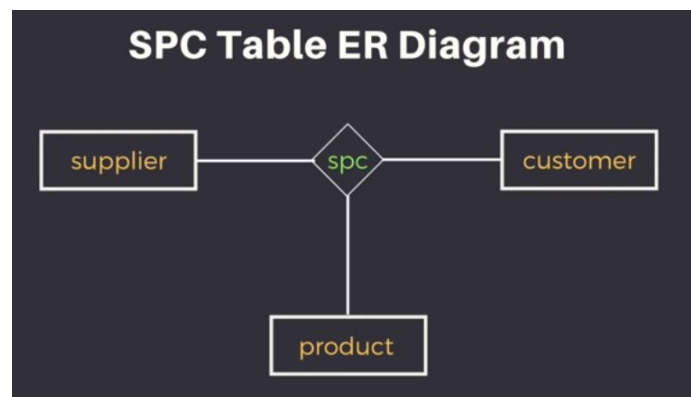 SPC Table ER Diagram
supplier
spc
customer
product